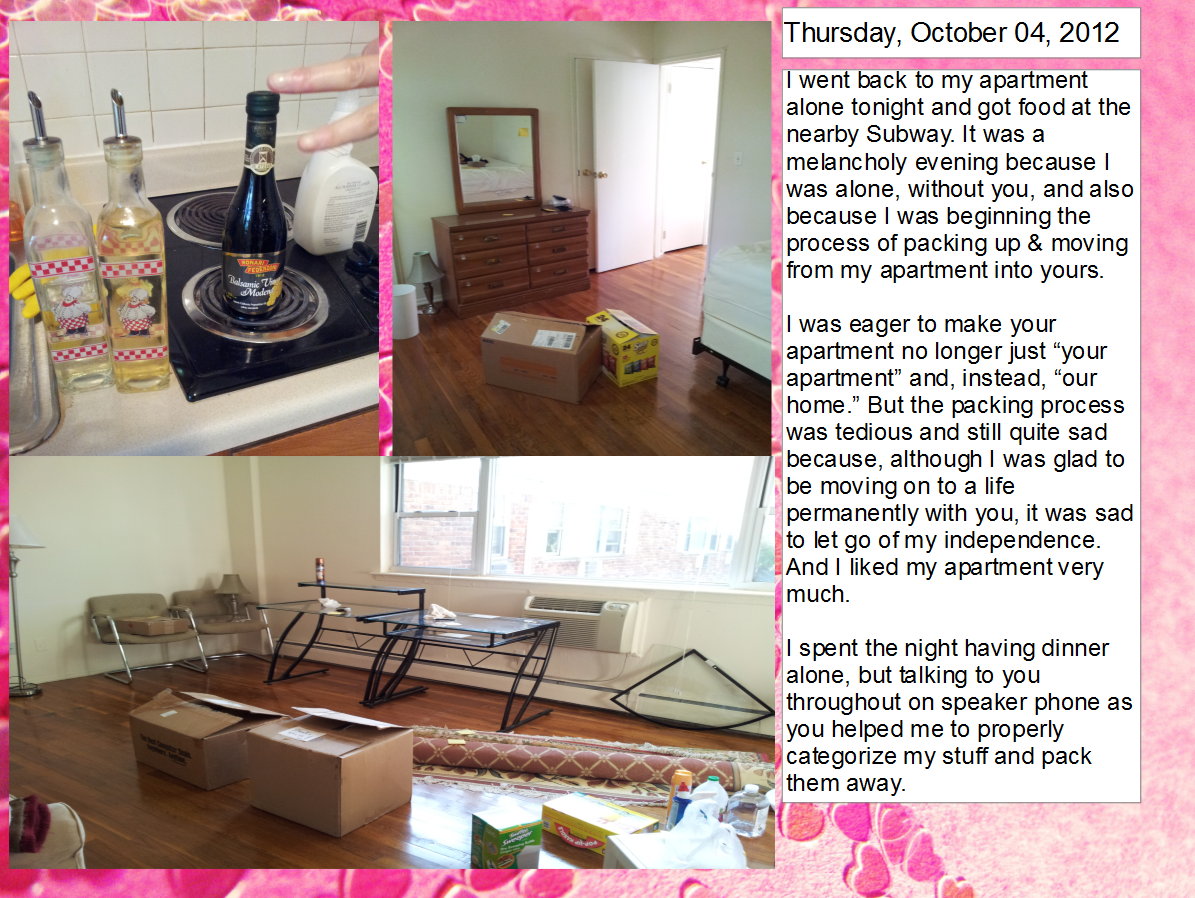 Thursday, October 04, 2012
I went back to my apartment
alone tonight and got food at the
nearby Subway. It was a
melancholy evening because I
was alone, without you, and also
because I was beginning the
process of packing up & moving
from my apartment into yours.
I was eager to make your
apartment no longer just “your
apartment” and, instead, “our
home.” But the packing process
was tedious and still quite sad
because, although I was glad to
be moving on to a life
permanently with you, it was sad
to let go of my independence.
And I liked my apartment very
much.
I spent the night having dinner
alone, but talking to you
throughout on speaker phone as
you helped me to properly
categorize my stuff and pack
them away.
Balsamic
Modena
Swiffer
Sweeper